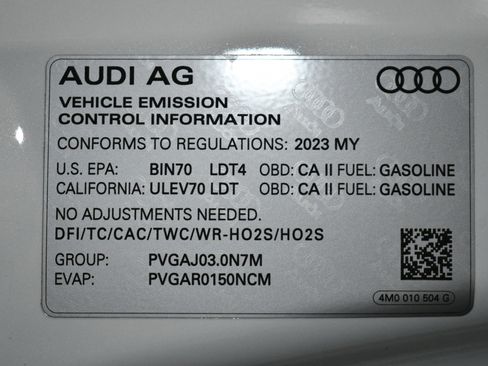 AUDI AG
VEHICLE EMISSION
CONTROL INFORMATION
CONFORMS TO REGULATIONS: 2023 MY
U.S. EPA: BIN70 LDT4 OBD: CA II FUEL: GASOLINE
CALIFORNIA: ULEV70 LDT OBD: CA II FUEL: GASOLINE
NO ADJUSTMENTS NEEDED.
DFI/TC/CAC/TWC/WR-HO2S/HO2S
GROUP: PVGAJ03.0N7M
EVAP: PVGAR0150NCM
4M0 010 504 G